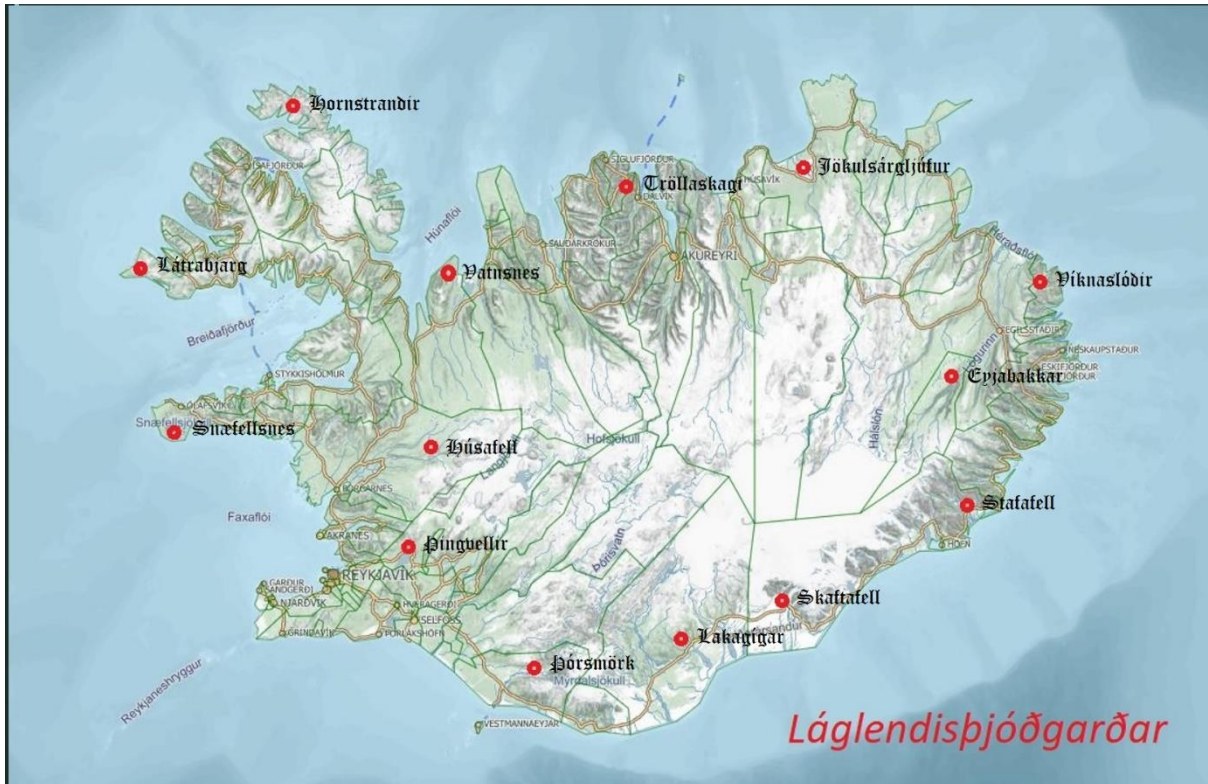 Hornstrandir
ÍSAFJÖRÐUR
SIGLUFJÖRÐUR
Jökulsárgljúfur
Tröllaskagi
DALVÍK
HÚSAVÍK
Húnaflói
SAUÐÁRKRÓKUR
AKUREYRI
Héraðsflói
Látrabjarg
Vatnsnes
Víknaslóðir
Breiðafjörður
EGILSSTAÐIR
NESKAUPSTAÐUR
ESKIFJÖRÐUR
STYKKISHÓLMUR
Eyjabakkar
Snæfellsnes
Hofsjökull
Hálslón
Húsafell
BORGARNES
Stafafell
Faxaflói
AKRANES
HÖFN
Þingvellir
Þórisvatn
REYKJAVÍK
GARÐUR
SANDGERÐI
NJARÐVÍK
HVERAGERÐI
SELFOSS
Skaftafell
GRINDAVÍK
ÞORLÁKSHÖFN
Lakagígar
Þórsmörk
Mýrdalsjökull
Reykjaneshryggur
VESTMANNAEYJAR
Láglendisþjóðgarðar